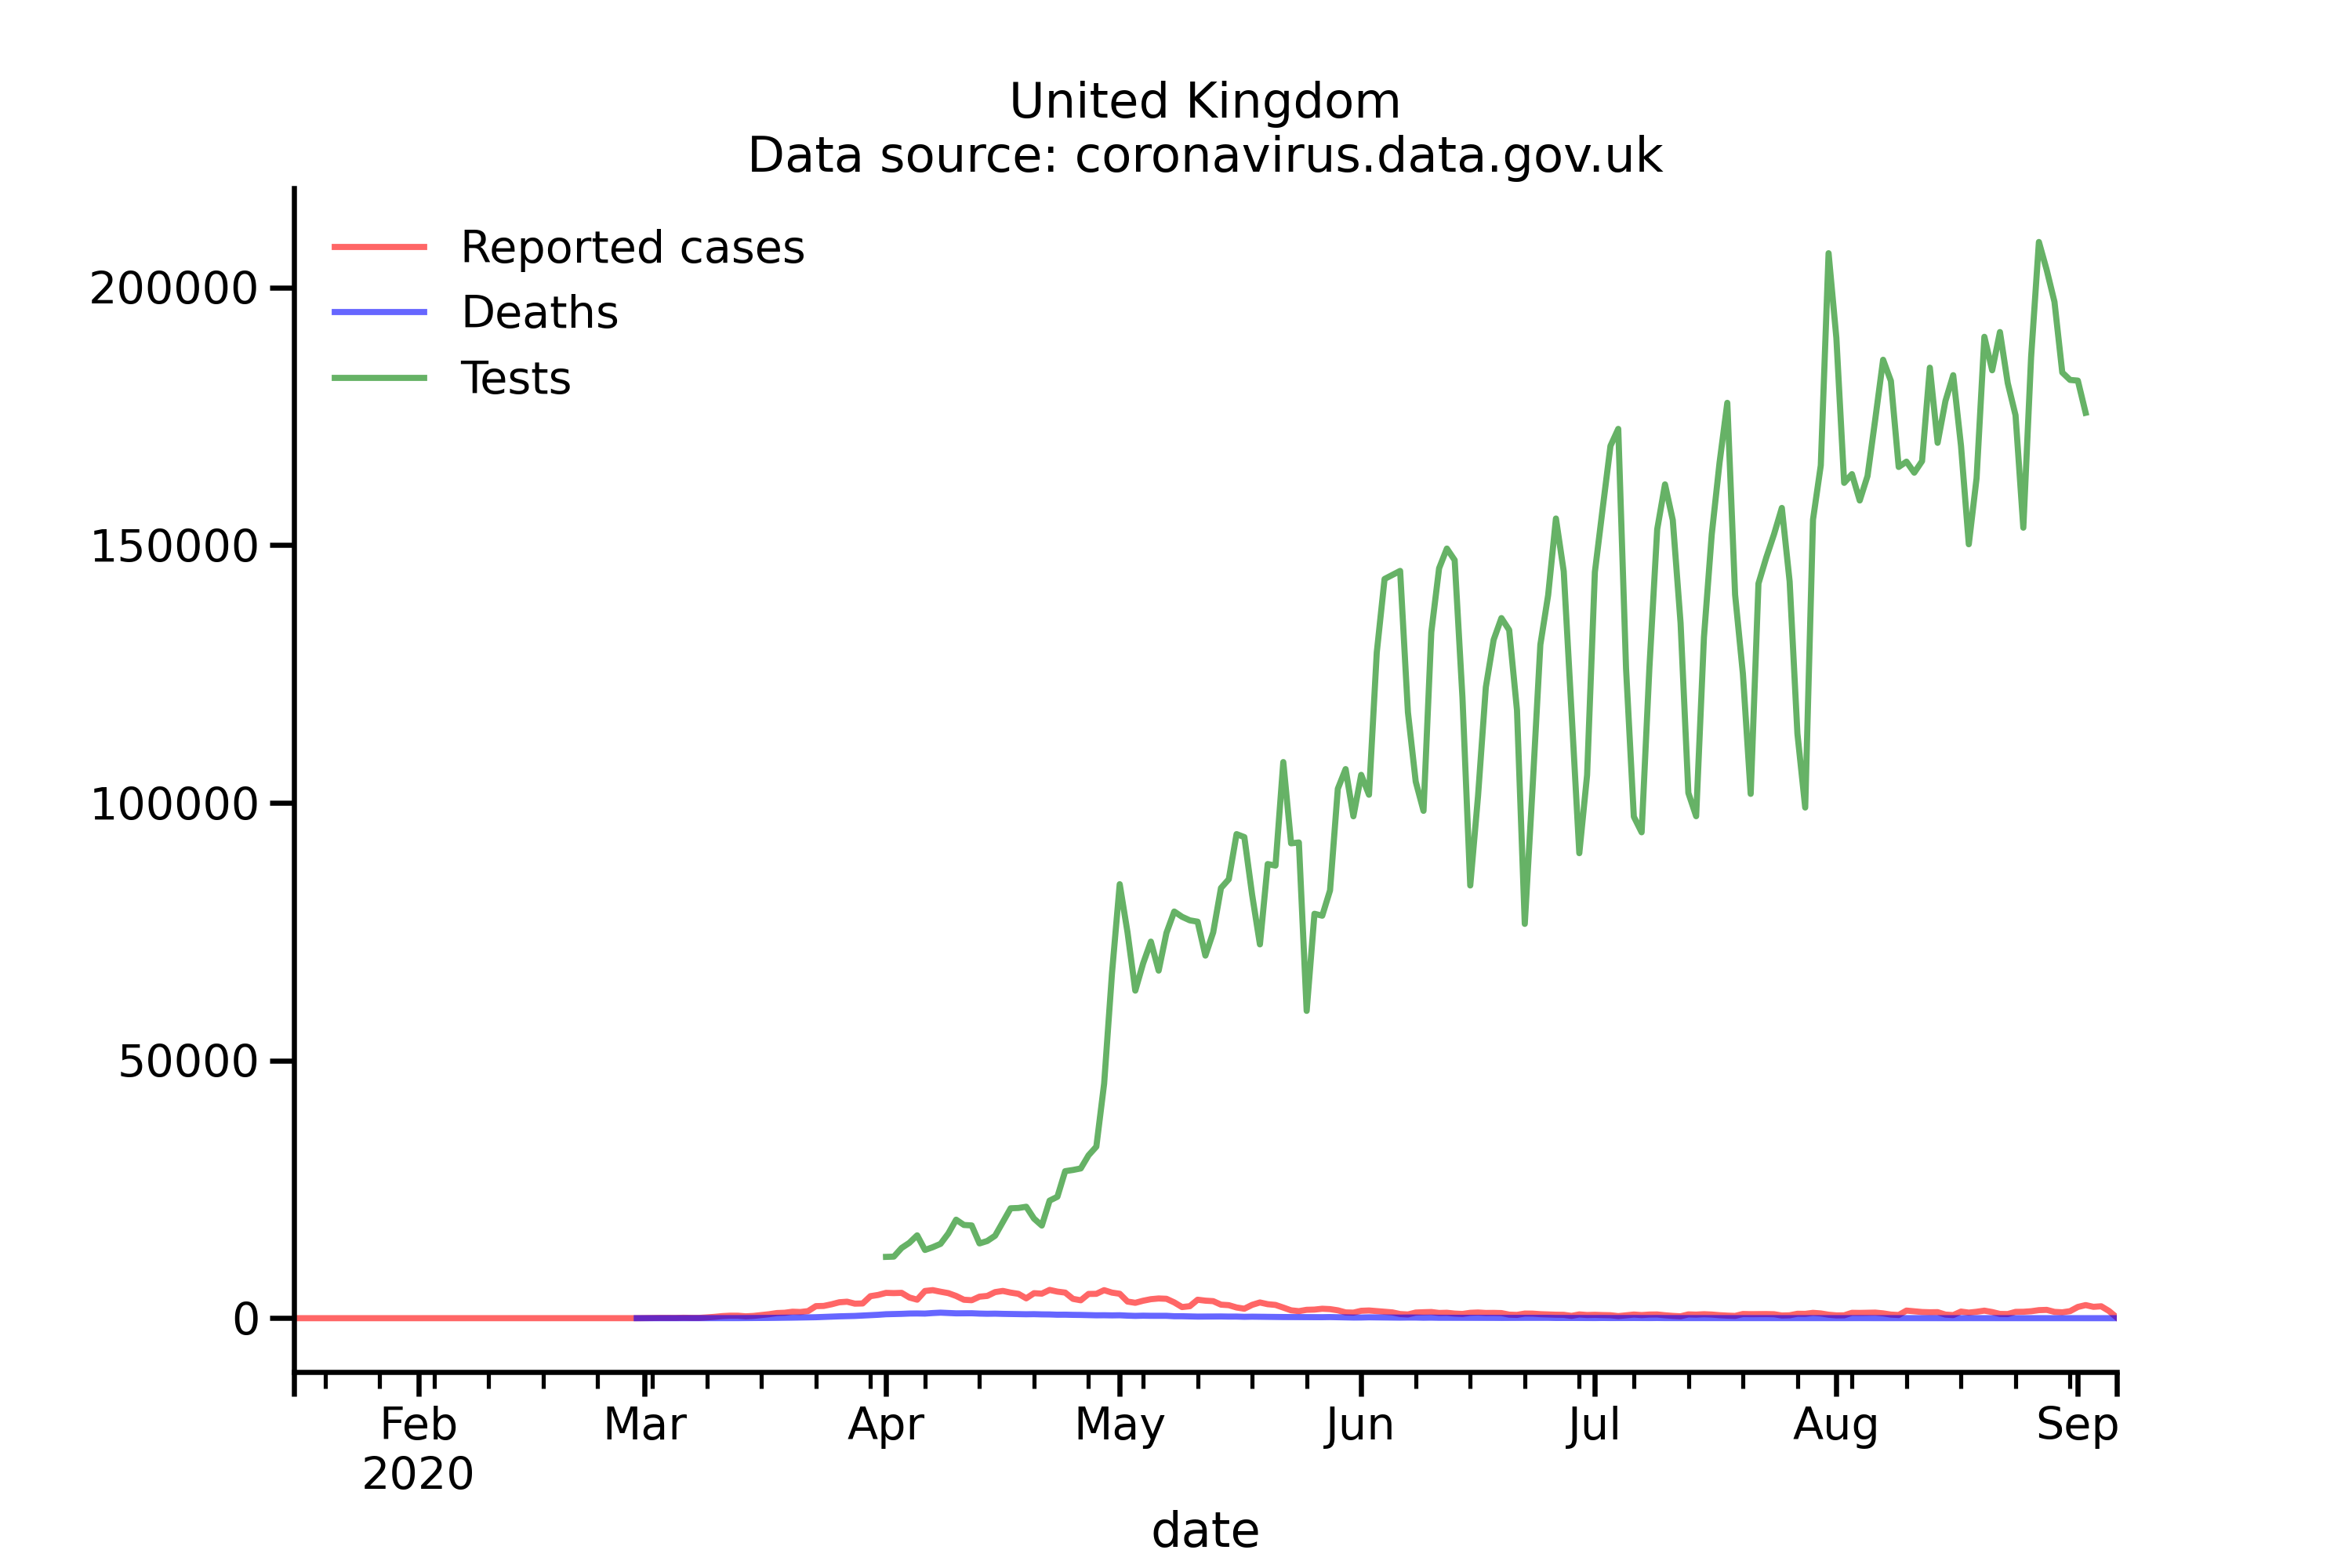 United Kingdom
Data source: coronavirus.data.gov.uk
Reported cases
Deaths
Tests
200000
150000
100000
50000
0
Feb Mar Apr May Jun Jul Aug Sep
2020
date